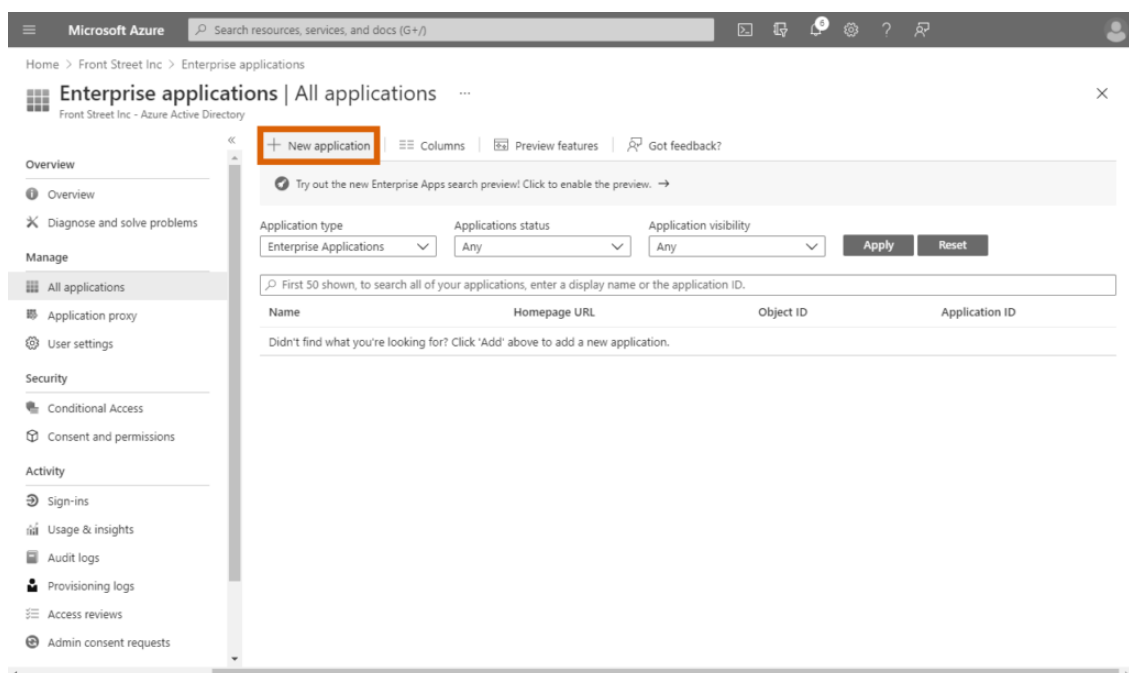 Microsoft Azure
Search resources, services, and docs (G+/)
6
?
Home > Front Street Inc > Enterprise applications
Enterprise applications | All applications ...
Front Street Inc - Azure Active Directory
«
+ New application
Columns
Preview features
Got feedback?
Try out the new Enterprise Apps search preview! Click to enable the preview. →
Overview
Overview
Diagnose and solve problems
Manage
All applications
Application proxy
User settings
Security
Conditional Access
Consent and permissions
Activity
Sign-ins
Usage & insights
Audit logs
Provisioning logs
Access reviews
Admin consent requests
Application type
Applications status
Application visibility
Enterprise Applications
Any
Any
Apply
Reset
First 50 shown, to search all of your applications, enter a display name or the application ID.
Name
Homepage URL
Object ID
Application ID
Didn't find what you're looking for? Click 'Add' above to add a new application.